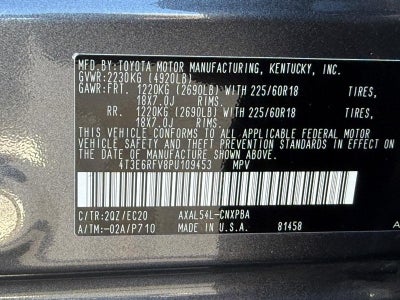 MFD.BY:TOYOTA MOTOR MANUFACTURING, KENTUCKY, INC.
GVWR:2230KG (4920LB)
GAWR:FRT. 1220KG (2690LB) WITH 225/60R18 TIRES,
18X7.0J RIMS.
RR. 1220KG (2690LB) WITH 225/60R18 TIRES,
18X7.0J RIMS.
THIS VEHICLE CONFORMS TO ALL APPLICABLE FEDERAL MOTOR
VEHICLE SAFETY STANDARDS IN EFFECT ON THE DATE OF
MANUFACTURE SHOWN ABOVE.
4T3E6RFV8PU109453 MPV
C/TR:2QZ/EC20 AXAL54L-CNXPBA
A/TM:-02A/P710 MADE IN U.S.A. 81458
A